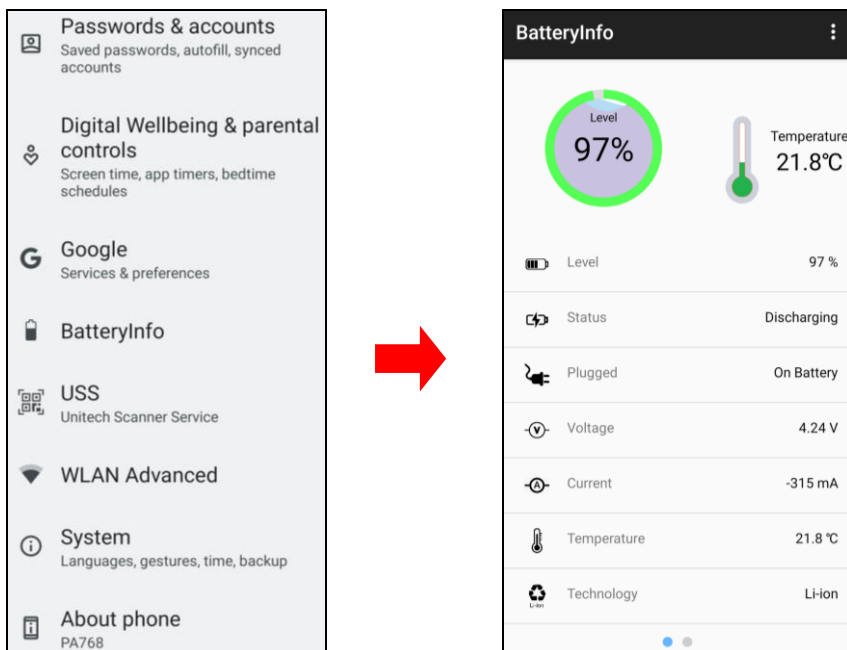 Passwords & accounts
Saved passwords, autofill, synced
accounts
Digital Wellbeing & parental
controls
Screen time, app timers, bedtime
schedules
Google
Services & preferences
BatteryInfo
USS
Unitech Scanner Service
WLAN Advanced
System
Languages, gestures, time, backup
About phone
PA768
BatteryInfo
Level
97%
Temperature
21.8℃
Level 97 %
Status Discharging
Plugged On Battery
V Voltage 4.24 V
A Current -315 mA
Temperature 21.8 ℃
Li-ion Technology Li-ion